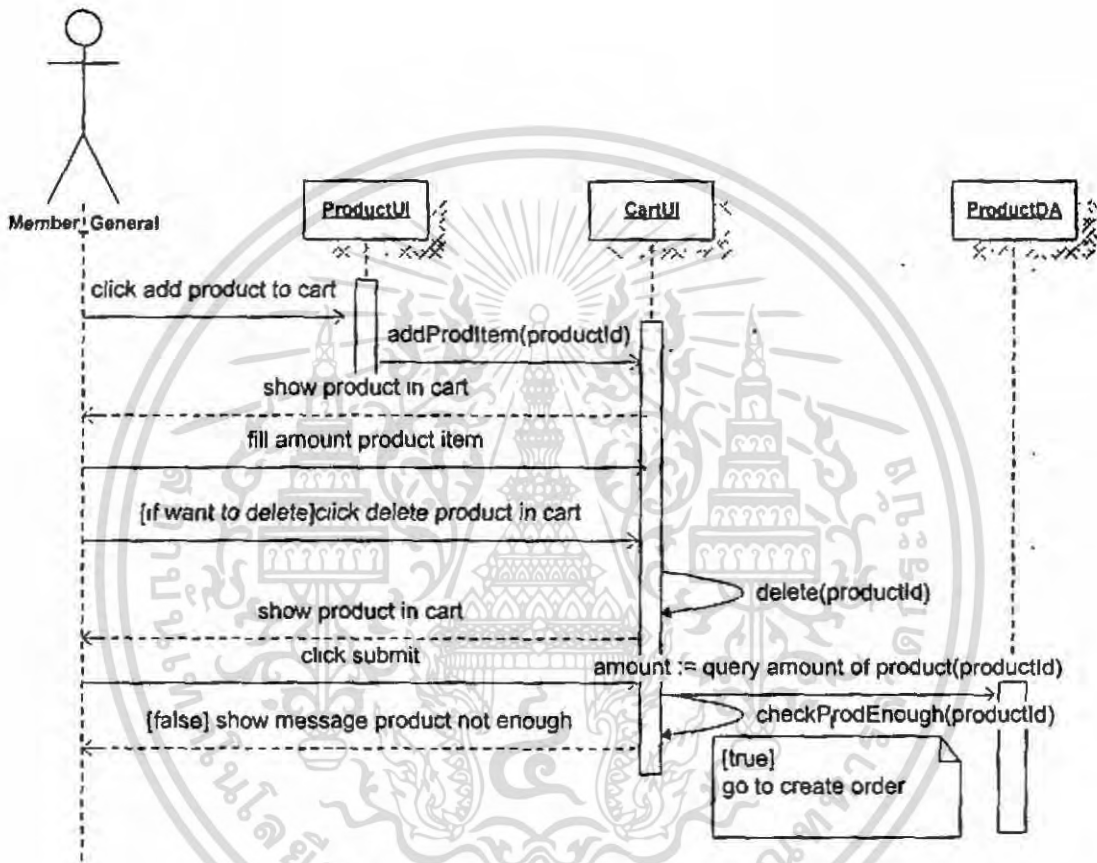 Member_General
ProductUI
CartUI
ProductDA
click add product to cart
addProdItem(productId)
show product in cart
fill amount product item
[if want to delete]click delete product in cart
delete(productId)
show product in cart
click submit
amount := query amount of product(productId)
checkProdEnough(productId)
[false] show message product not enough
[true]
go to create order